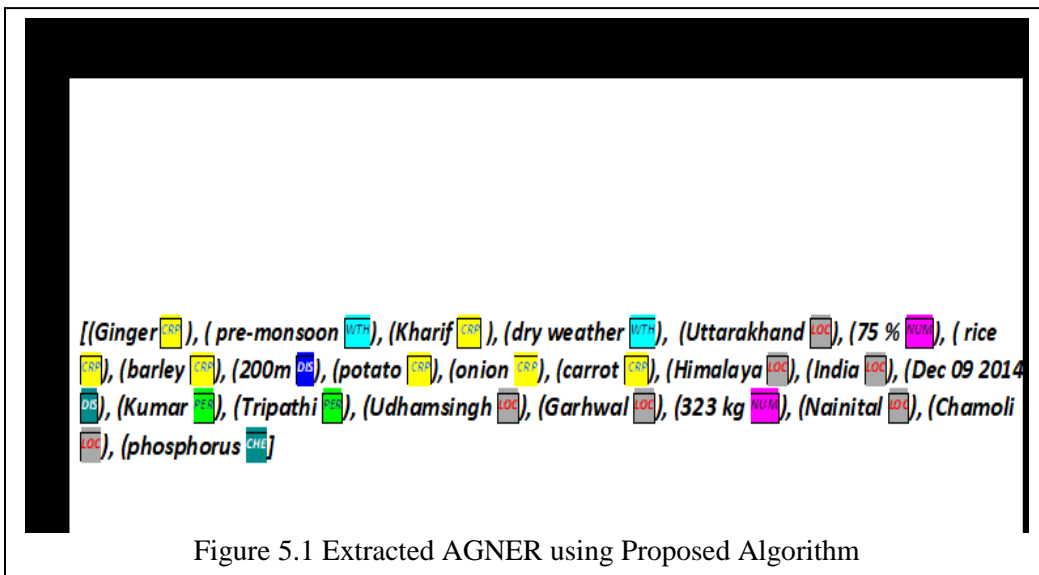 [(Ginger CRP ), ( pre-monsoon WTH), (Kharif CRP ), (dry weather WTH),  (Uttarakhand LOC), (75 % NUM), ( rice
CRP), (barley CRP), (200m DIS), (potato CRP), (onion CRP), (carrot CRP), (Himalaya LOC), (India LOC), (Dec 09 2014
DIS), (Kumar PER), (Tripathi PER), (Udhamsingh LOC), (Garhwal LOC), (323 kg NUM), (Nainital LOC), (Chamoli
LOC), (phosphorus CHE]
Figure 5.1 Extracted AGNER using Proposed Algorithm